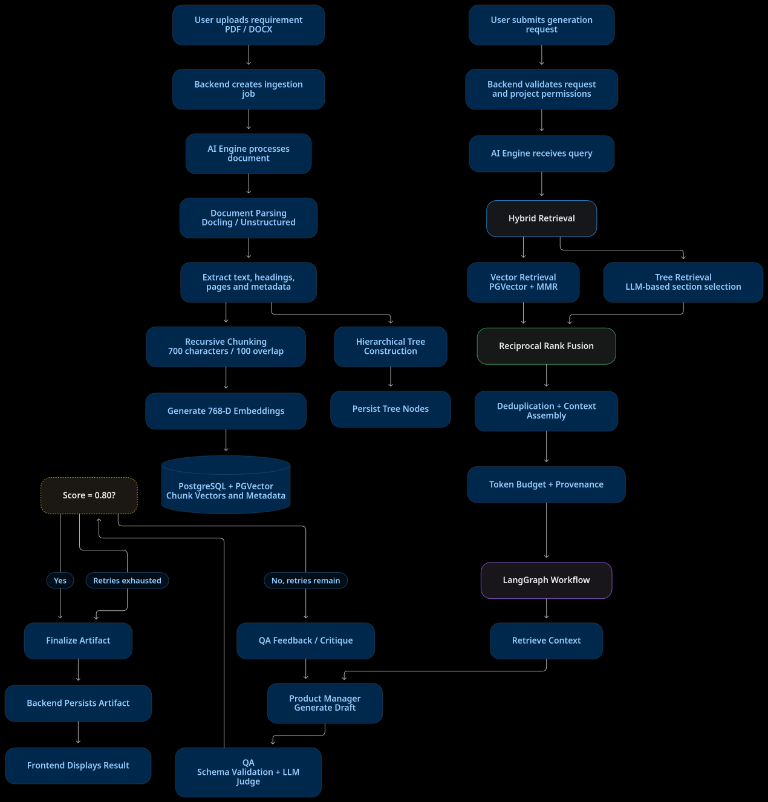 User uploads requirement
PDF / DOCX
Backend creates ingestion
job
AI Engine processes
document
Document Parsing
Docling / Unstructured
Extract text, headings,
pages and metadata
Recursive Chunking
700 characters / 100 overlap
Hierarchical Tree
Construction
Generate 768-D Embeddings
Persist Tree Nodes
PostgreSQL + PGVector
Chunk Vectors and Metadata
User submits generation
request
Backend validates request
and project permissions
AI Engine receives query
Hybrid Retrieval
Vector Retrieval
PGVector + MMR
Tree Retrieval
LLM-based section selection
Reciprocal Rank Fusion
Deduplication + Context
Assembly
Token Budget + Provenance
LangGraph Workflow
Retrieve Context
Score = 0.80?
Yes
Retries exhausted
No, retries remain
Finalize Artifact
QA Feedback / Critique
Backend Persists Artifact
Product Manager
Generate Draft
Frontend Displays Result
QA
Schema Validation + LLM
Judge